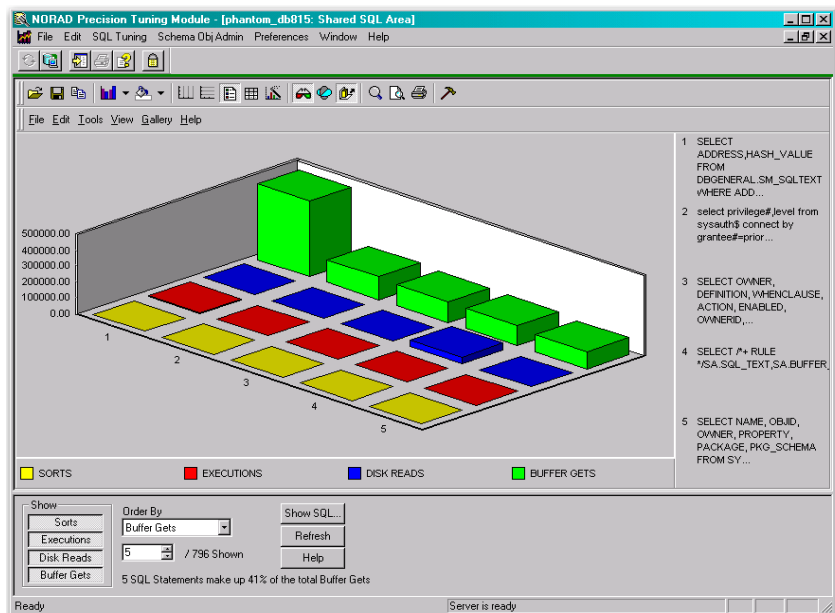 NORAD Precision Tuning Module - [phantom_db815: Shared SQL Area]
File Edit SQL Tuning Schema Obj Admin Preferences Window Help
File Edit Tools View Gallery Help
500000.00
400000.00
300000.00
200000.00
100000.00
0.00
1
2
3
4
5
1 SELECT
ADDRESS,HASH_VALUE
FROM
DBGENERAL.SM_SQLTEXT
WHERE ADD...
2 select privilege#,level from
sysauth$ connect by
grantee#=prior...
3 SELECT OWNER,
DEFINITION, WHENCLAUSE,
ACTION, ENABLED,
OWNERID,...
4 SELECT /*+ RULE
*/SA.SQL_TEXT,SA.BUFFER_
5 SELECT NAME, OBJID,
OWNER, PROPERTY,
PACKAGE, PKG_SCHEMA
FROM SY...
SORTS EXECUTIONS DISK READS BUFFER GETS
Show
Sorts
Executions
Disk Reads
Buffer Gets
Order By
Buffer Gets
5 / 796 Shown
5 SQL Statements make up 41% of the total Buffer Gets
Show SQL...
Refresh
Help
Ready Server is ready